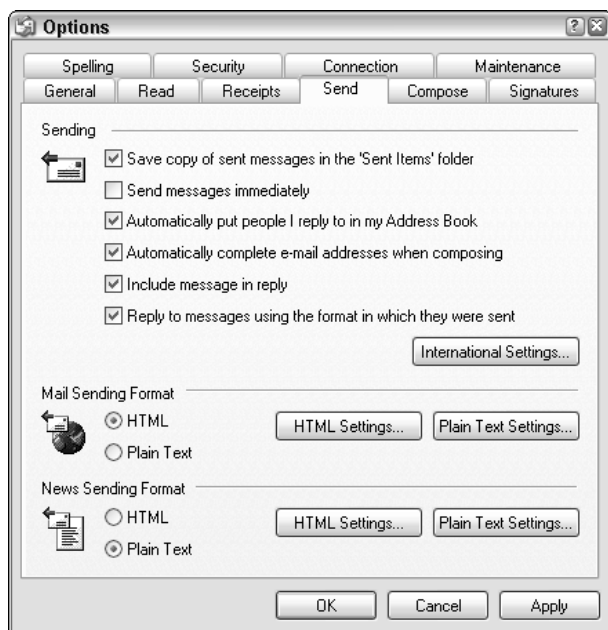 Options
Spelling Security Connection Maintenance
General Read Receipts Send Compose Signatures
Sending
Save copy of sent messages in the 'Sent Items' folder
Send messages immediately
Automatically put people I reply to in my Address Book
Automatically complete e-mail addresses when composing
Include message in reply
Reply to messages using the format in which they were sent
International Settings...
Mail Sending Format
HTML HTML Settings... Plain Text Settings...
Plain Text
News Sending Format
HTML HTML Settings... Plain Text Settings...
Plain Text
OK Cancel Apply